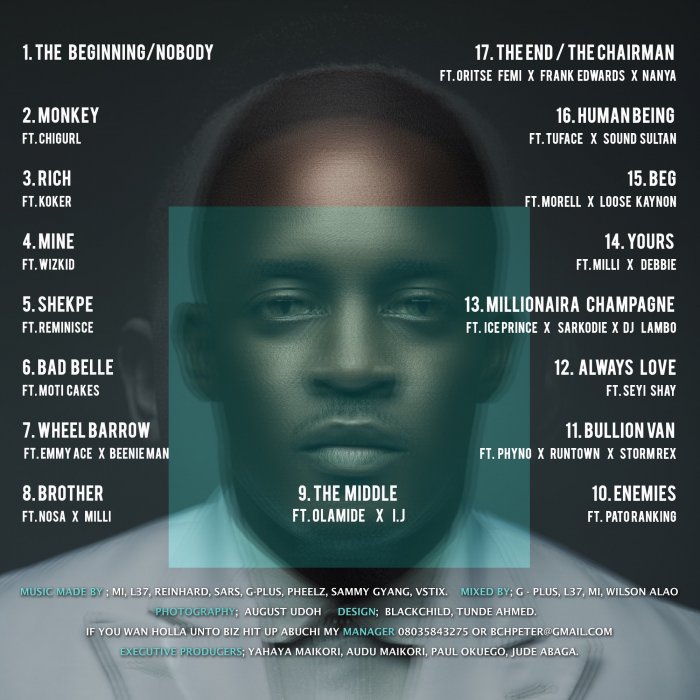 1. THE BEGINNING/NOBODY
2. MONKEY
FT. CHIGURL
3. RICH
FT. KOKER
4. MINE
FT. WIZKID
5. SHEKPE
FT. REMINISCE
6. BAD BELLE
FT. MOTI CAKES
7. WHEEL BARROW
FT. EMMY ACE X BEENIE MAN
8. BROTHER
FT. NOSA X MILLI
9. THE MIDDLE
FT. OLAMIDE X I.J
10. ENEMIES
FT. PATORANKING
11. BULLION VAN
FT. PHYNO X RUNTOWN X STORMREX
12. ALWAYS LOVE
FT. SEYI SHAY
13. MILLIONAIRA CHAMPAGNE
FT. ICE PRINCE X SARKODIE X DJ LAMBO
14. YOURS
FT. MILLI X DEBBIE
15. BEG
FT. MORELL X LOOSE KAYNON
16. HUMAN BEING
FT. TUFACE X SOUND SULTAN
17. THE END / THE CHAIRMAN
FT. ORITSE FEMI X FRANK EDWARDS X NANYA
MUSIC MADE BY ; MI, L37, REINHARD, SARS, G-PLUS, PHEELZ, SAMMY GYANG, VSTIX. MIXED BY; G - PLUS, L37, MI, WILSON ALAO
PHOTOGRAPHY; AUGUST UDOH DESIGN; BLACKCHILD, TUNDE AHMED.
IF YOU WAN HOLLA UNTO BIZ HIT UP ABUCHI MY MANAGER 08035843275 OR BCHPETER@GMAIL.COM
EXECUTIVE PRODUCERS; YAHAYA MAIKORI, AUDU MAIKORI, PAUL OKUEGO, JUDE ABAGA.